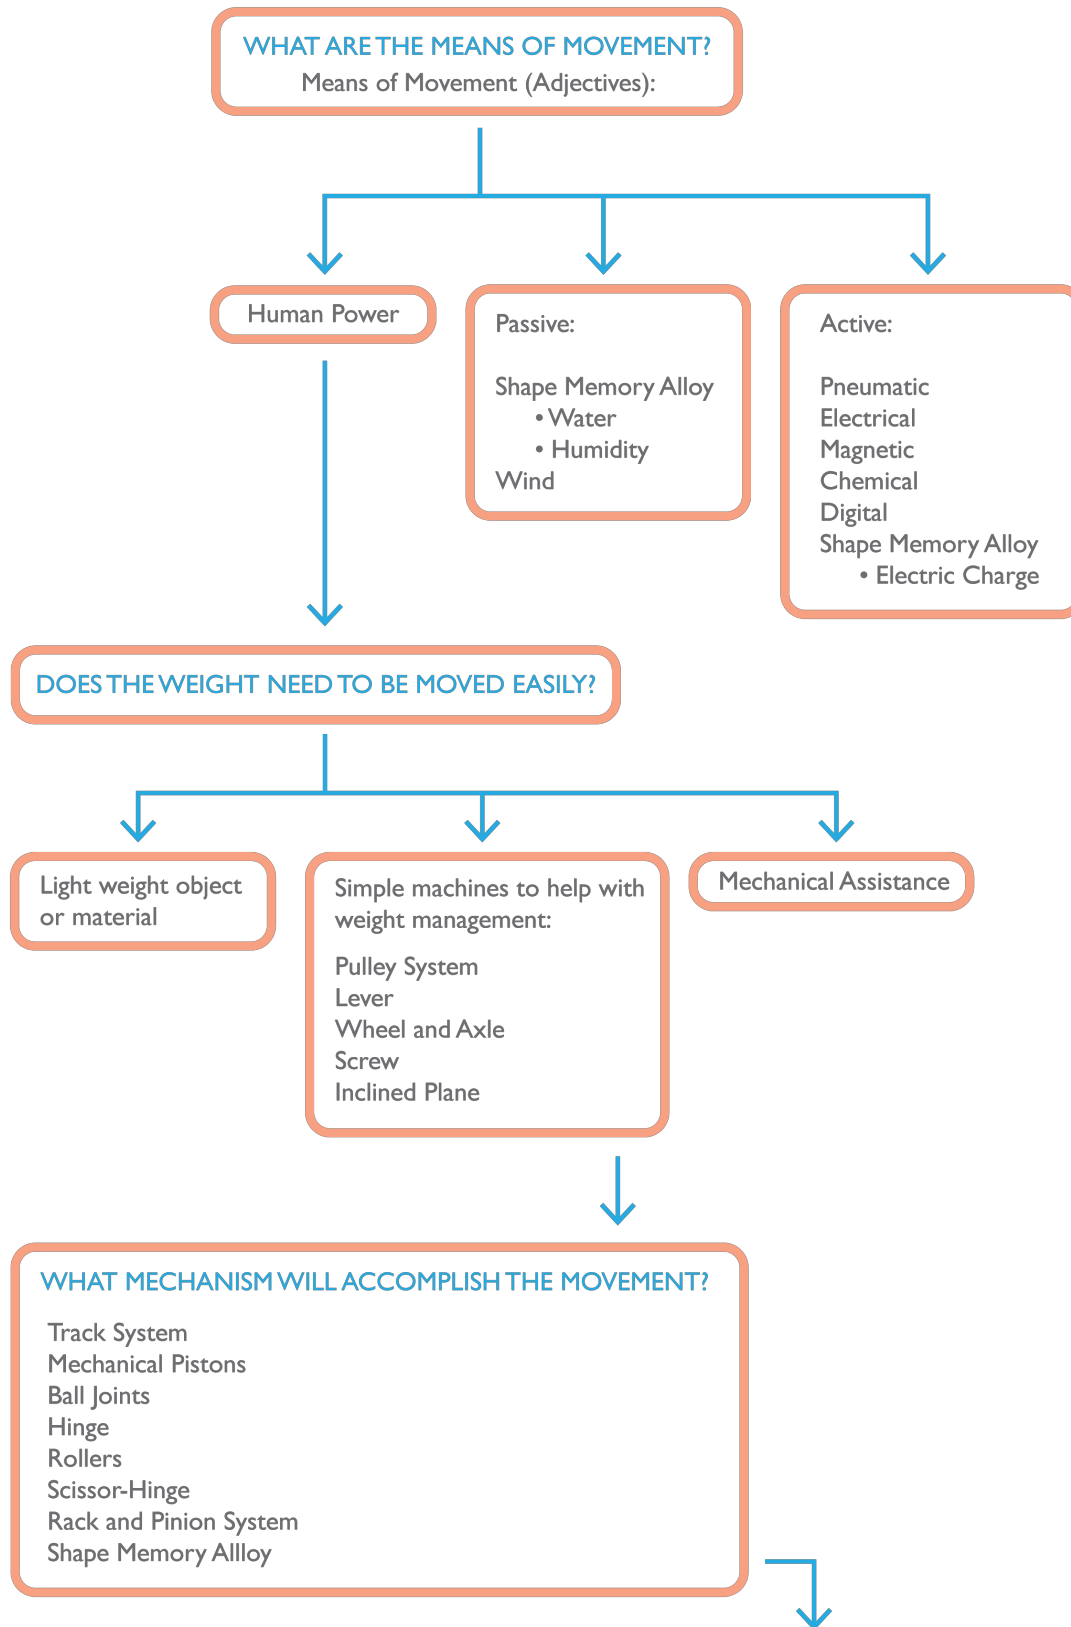 WHAT ARE THE MEANS OF MOVEMENT?
Means of Movement (Adjectives):
Human Power
Passive:
Shape Memory Alloy
• Water
• Humidity
Wind
Active:
Pneumatic
Electrical
Magnetic
Chemical
Digital
Shape Memory Alloy
• Electric Charge
DOES THE WEIGHT NEED TO BE MOVED EASILY?
Light weight object
or material
Simple machines to help with
weight management:
Pulley System
Lever
Wheel and Axle
Screw
Inclined Plane
Mechanical Assistance
WHAT MECHANISM WILL ACCOMPLISH THE MOVEMENT?
Track System
Mechanical Pistons
Ball Joints
Hinge
Rollers
Scissor-Hinge
Rack and Pinion System
Shape Memory Allloy